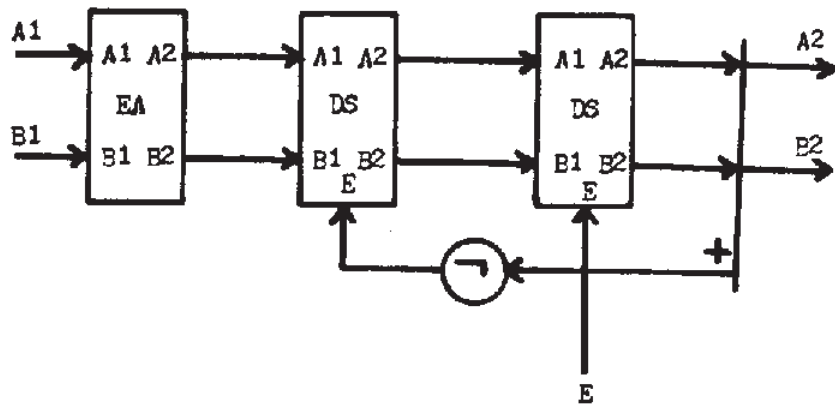 A1 A2
A1 A2 A1 A2 A1 A2
EA DS DS
B1 B2
B1 B2 B1 B2 B1 B2
E E
+
¬
E